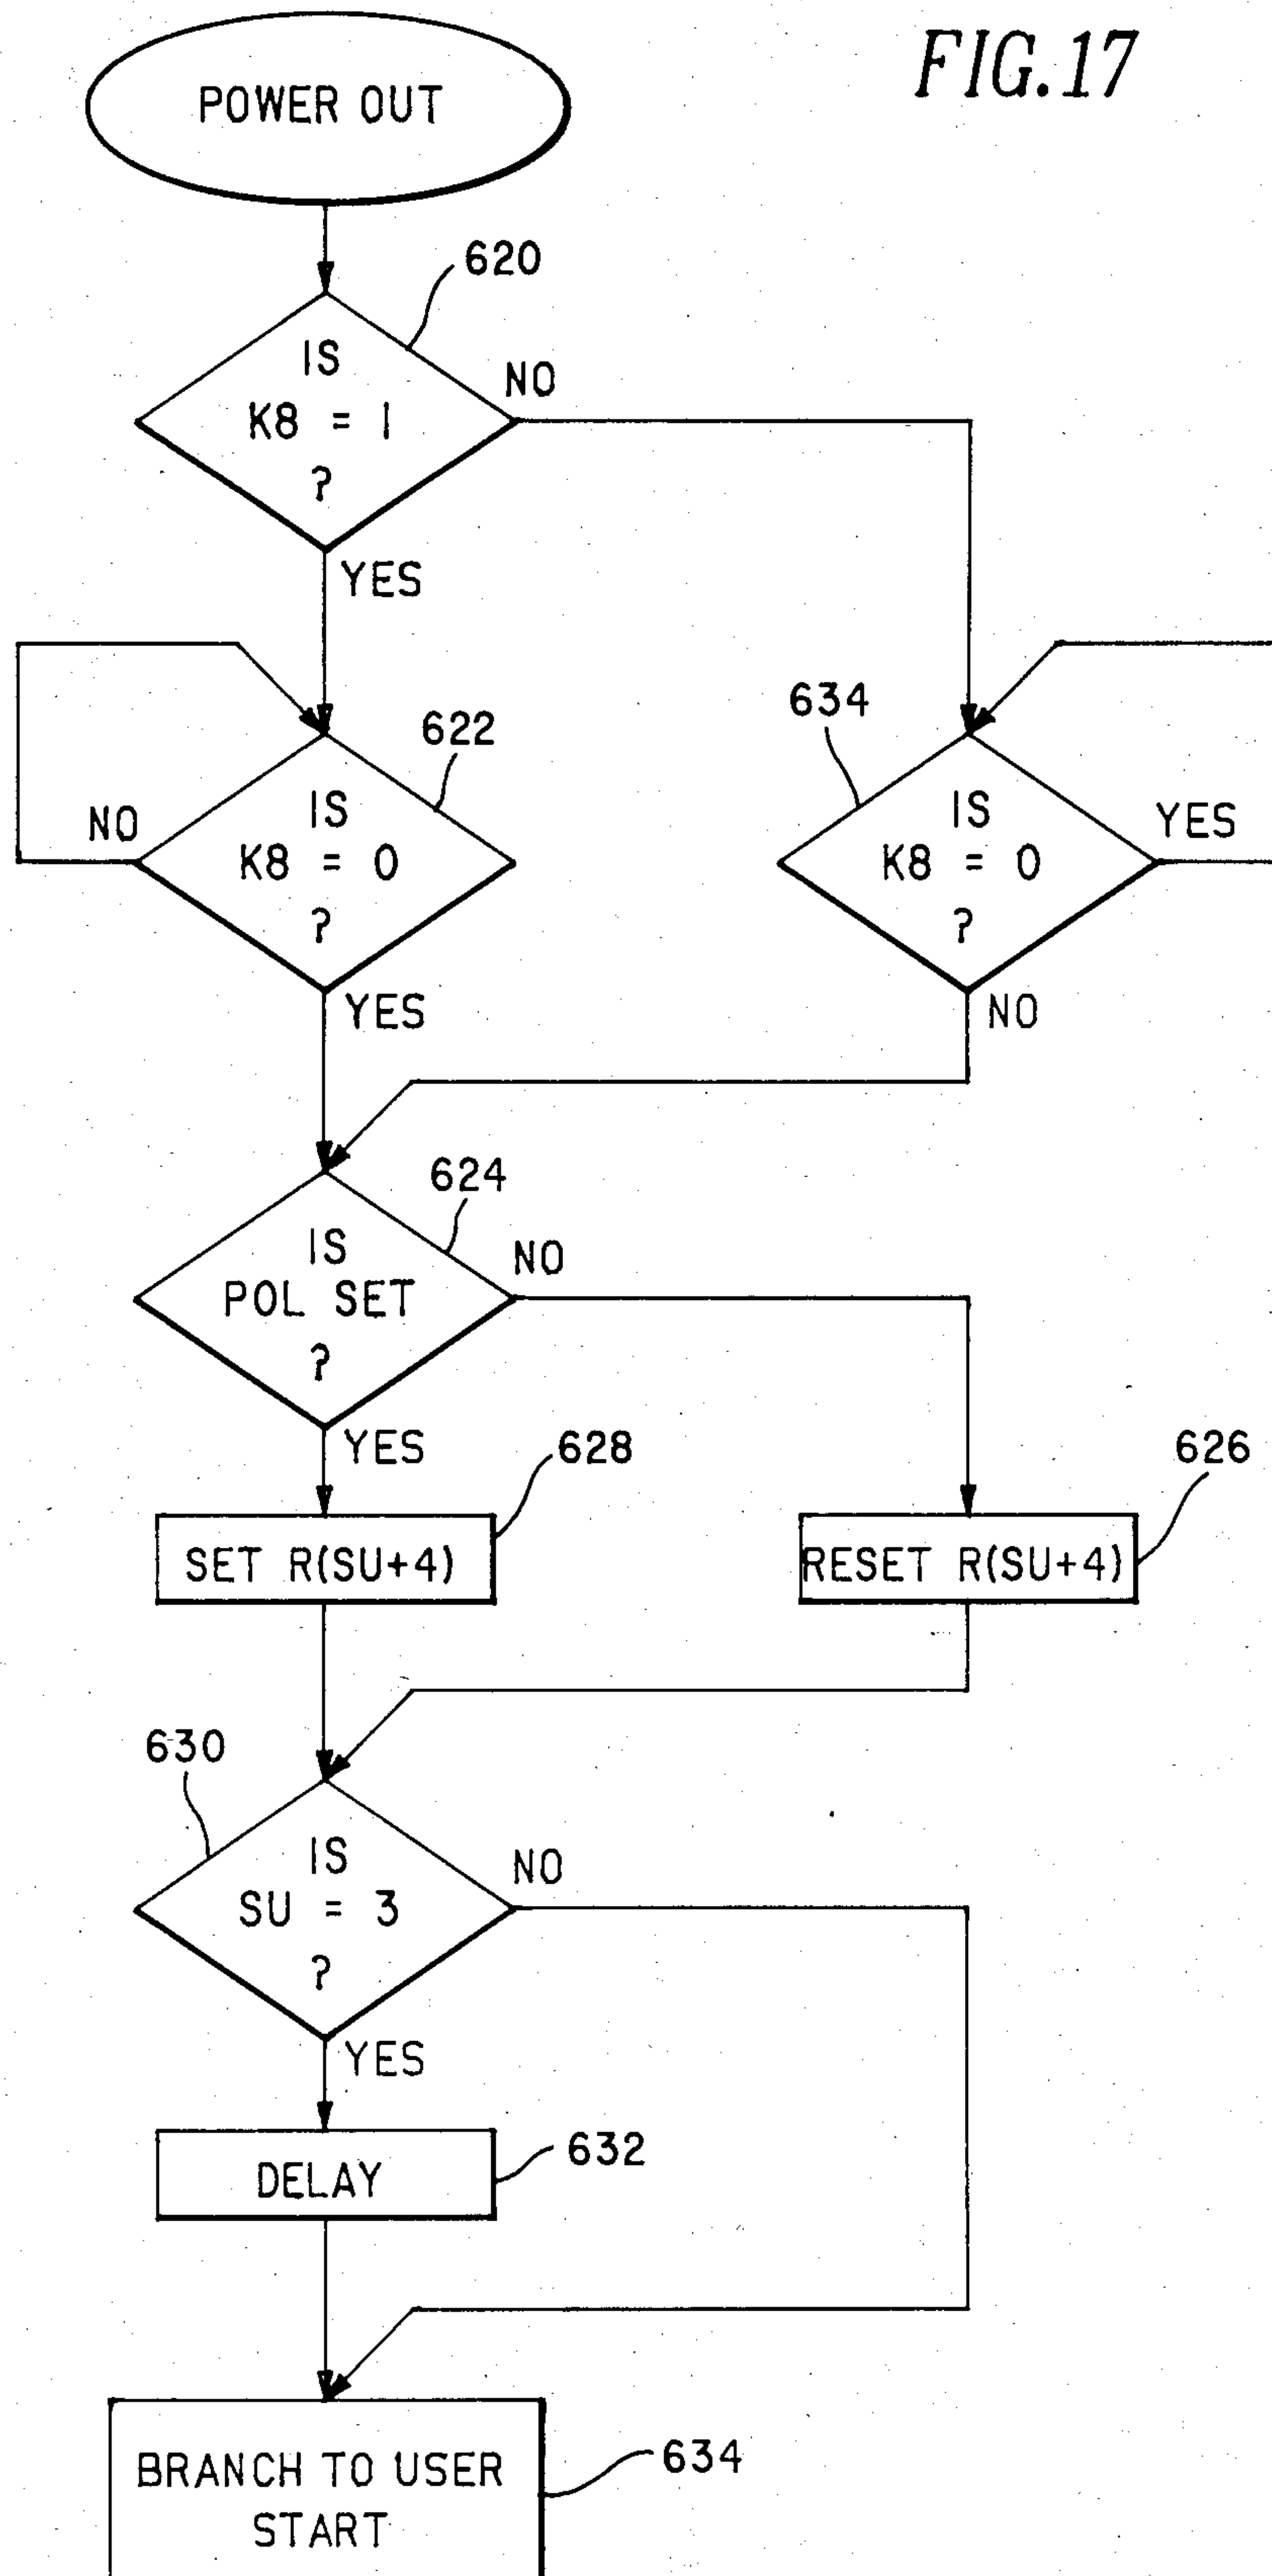 FIG.17
POWER OUT
620
IS
K8 = 1
?
NO
YES
622
IS
K8 = 0
?
NO
YES
634
IS
K8 = 0
?
YES
NO
624
IS
POL SET
?
NO
YES
628
SET R(SU+4)
626
RESET R(SU+4)
630
IS
SU = 3
?
NO
YES
632
DELAY
BRANCH TO USER
START
634